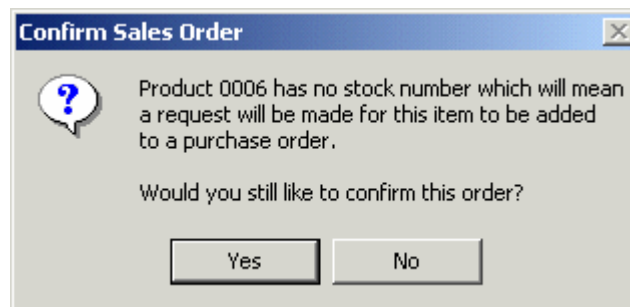 Confirm Sales Order
Product 0006 has no stock number which will mean
a request will be made for this item to be added
to a purchase order.
Would you still like to confirm this order?
Yes
No